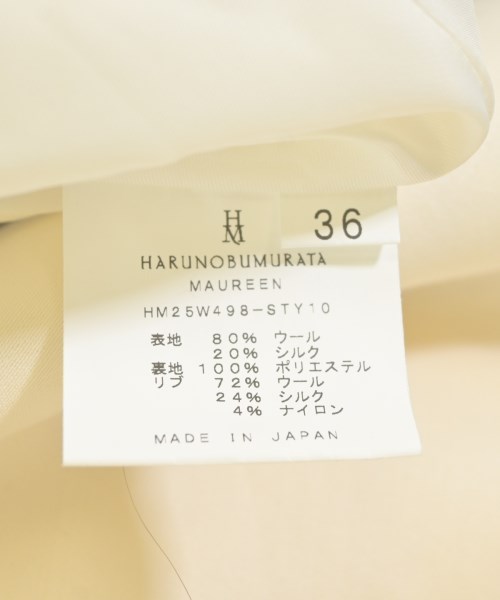 HM
36
HARUNOBUMURATA
MAUREEN
HM25W498-STY10
表地 80% ウール
20% シルク
裏地 100% ポリエステル
リブ 72% ウール
24% シルク
4% ナイロン
MADE IN JAPAN